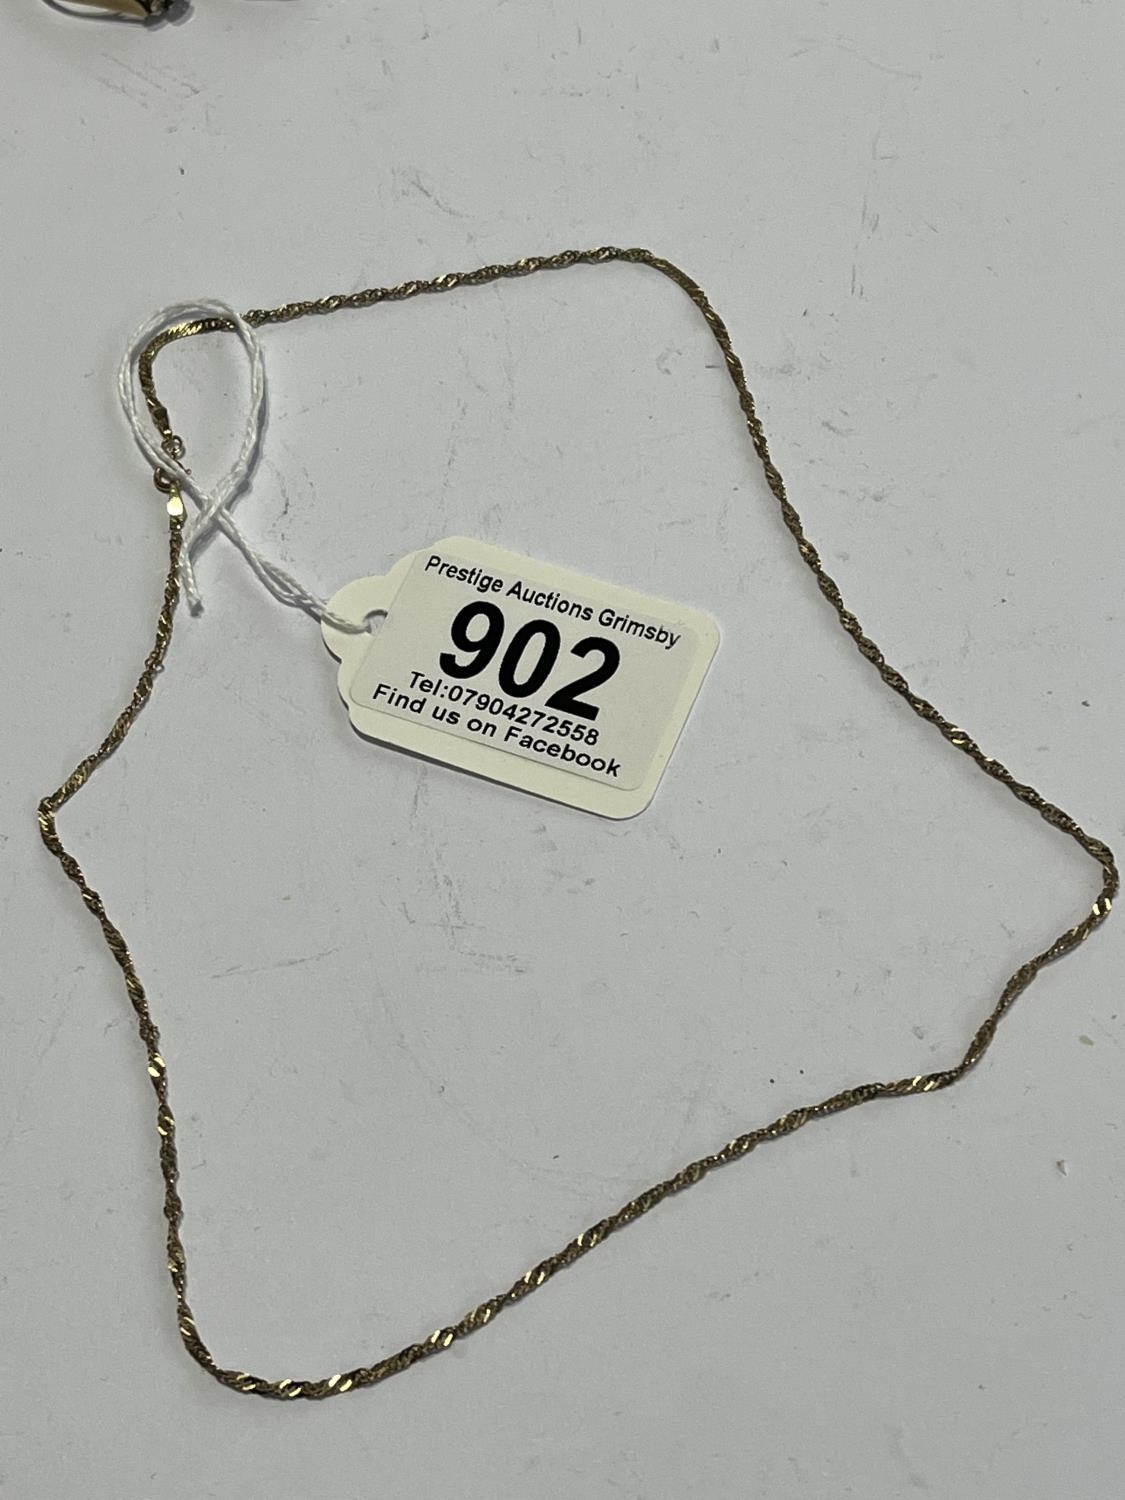 Prestige Auctions Grimsby
902
Tel:07904272558
Find us on Facebook